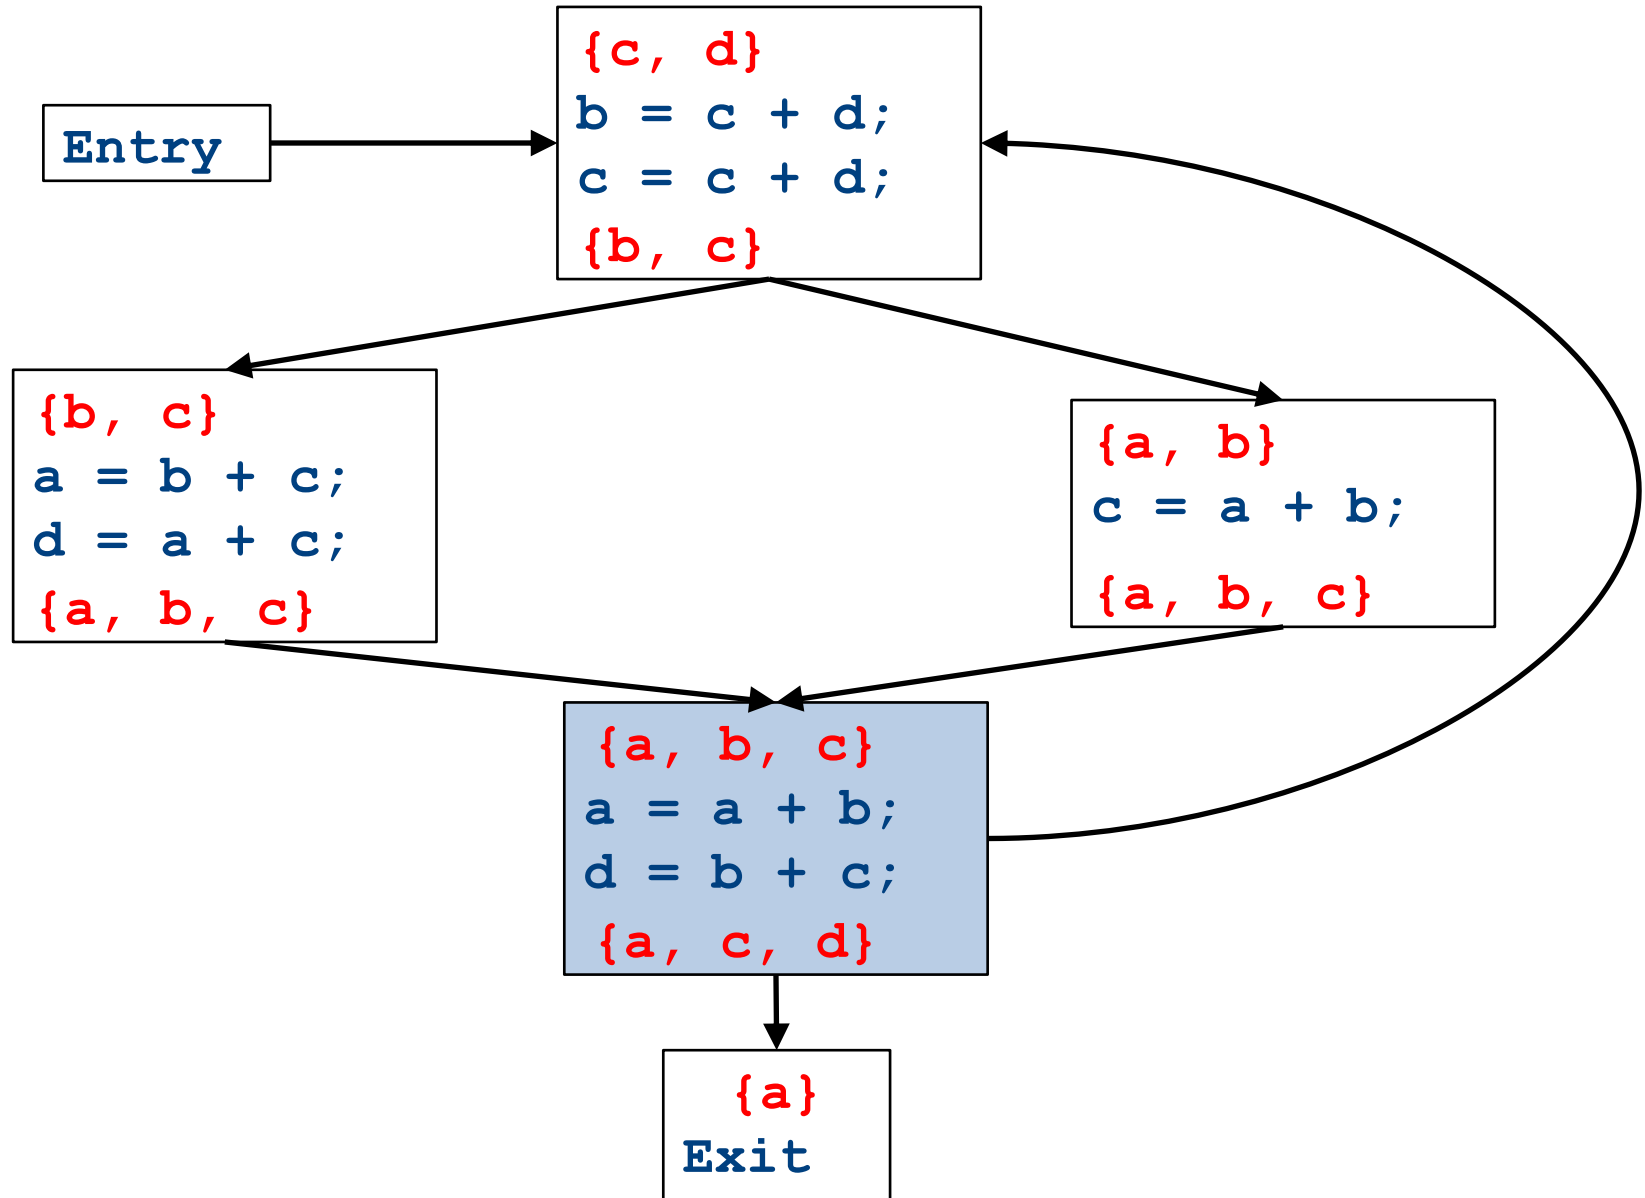 {c, d}
b = c + d;
c = c + d;
{b, c}
Entry
{b, c}
a = b + c;
d = a + c;
{a, b, c}
{a, b}
c = a + b;
{a, b, c}
{a, b, c}
a = a + b;
d = b + c;
{a, c, d}
{a}
Exit